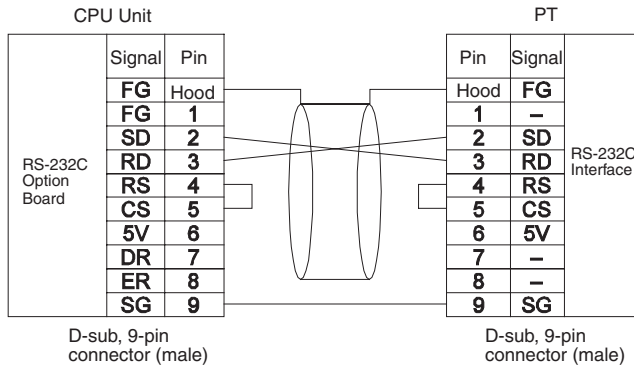 CPU Unit
PT
Signal Pin
Pin Signal
FG Hood
Hood FG
FG 1
1 –
SD 2
2 SD
RD 3
3 RD
RS 4
4 RS
CS 5
5 CS
5V 6
6 5V
DR 7
7 –
ER 8
8 –
SG 9
9 SG
RS-232C
Option
Board
RS-232C
Interface
D-sub, 9-pin
connector (male)
D-sub, 9-pin
connector (male)